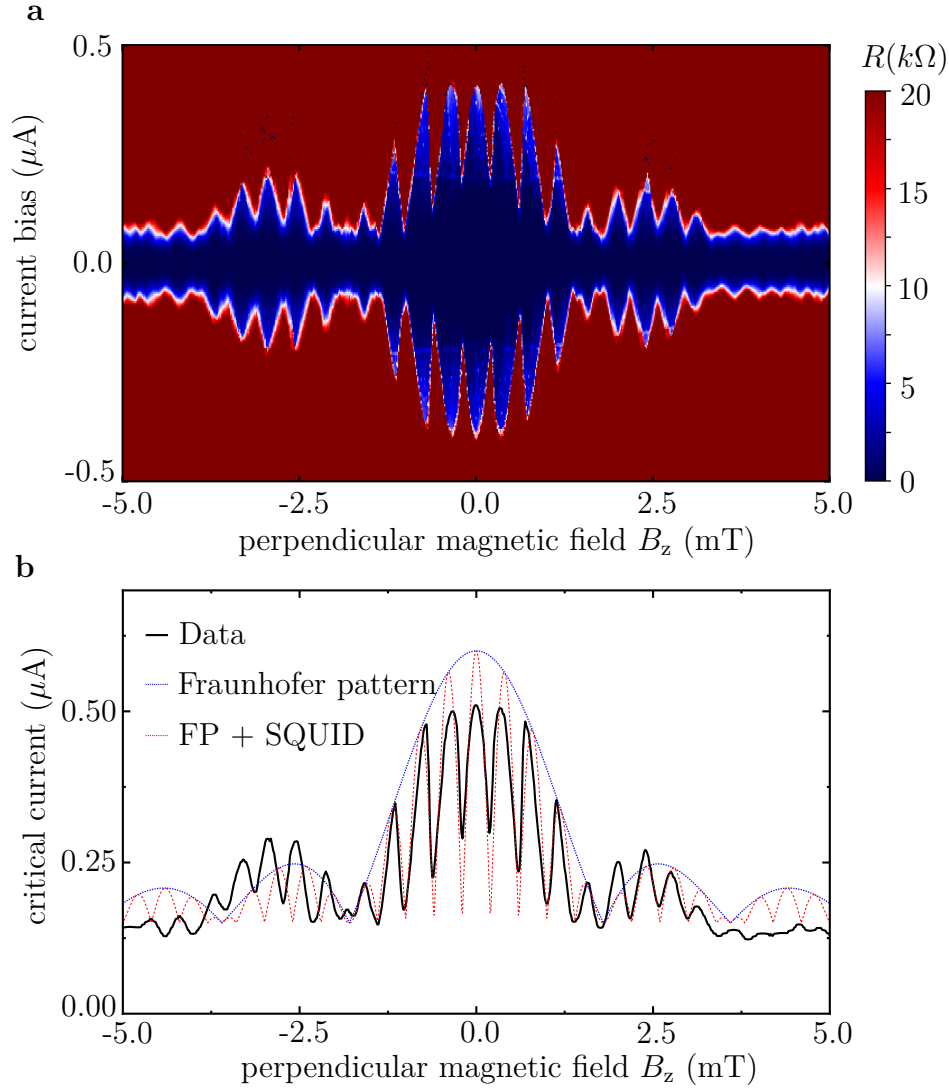 a
R(kΩ)
0.5
0.0
-0.5
current bias (μA)
20
15
10
5
0
-5.0 -2.5 0.0 2.5 5.0
perpendicular magnetic field Bz (mT)
b
Data
Fraunhofer pattern
FP + SQUID
0.50
0.25
0.00
critical current (μA)
-5.0 -2.5 0.0 2.5 5.0
perpendicular magnetic field Bz (mT)